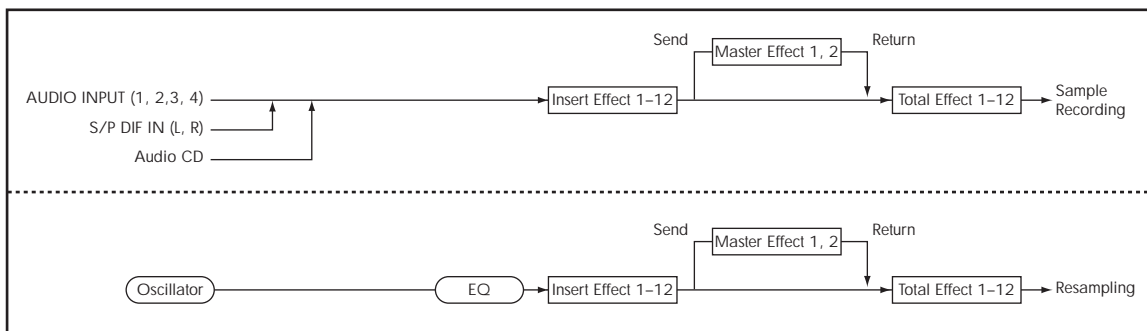 Send
Return
Master Effect 1, 2
AUDIO INPUT (1, 2,3, 4)
Insert Effect 1–12
Total Effect 1–12
Sample
Recording
S/P DIF IN (L, R)
Audio CD
Send
Return
Master Effect 1, 2
Oscillator
EQ
Insert Effect 1–12
Total Effect 1–12
Resampling